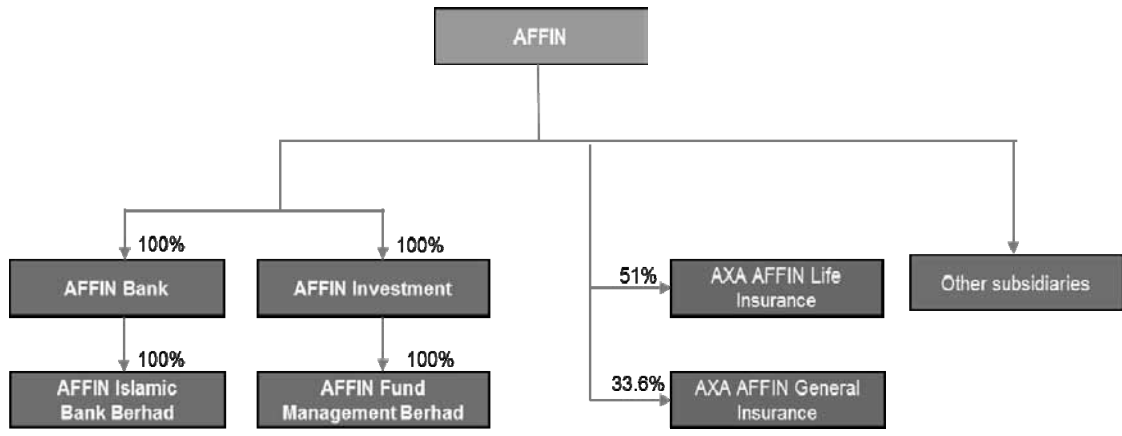 AFFIN
100%
100%
AFFIN Bank
AFFIN Investment
51%
AXA AFFIN Life
Insurance
Other subsidiaries
100%
100%
AFFIN Islamic
Bank Berhad
AFFIN Fund
Management Berhad
33.6%
AXA AFFIN General
Insurance